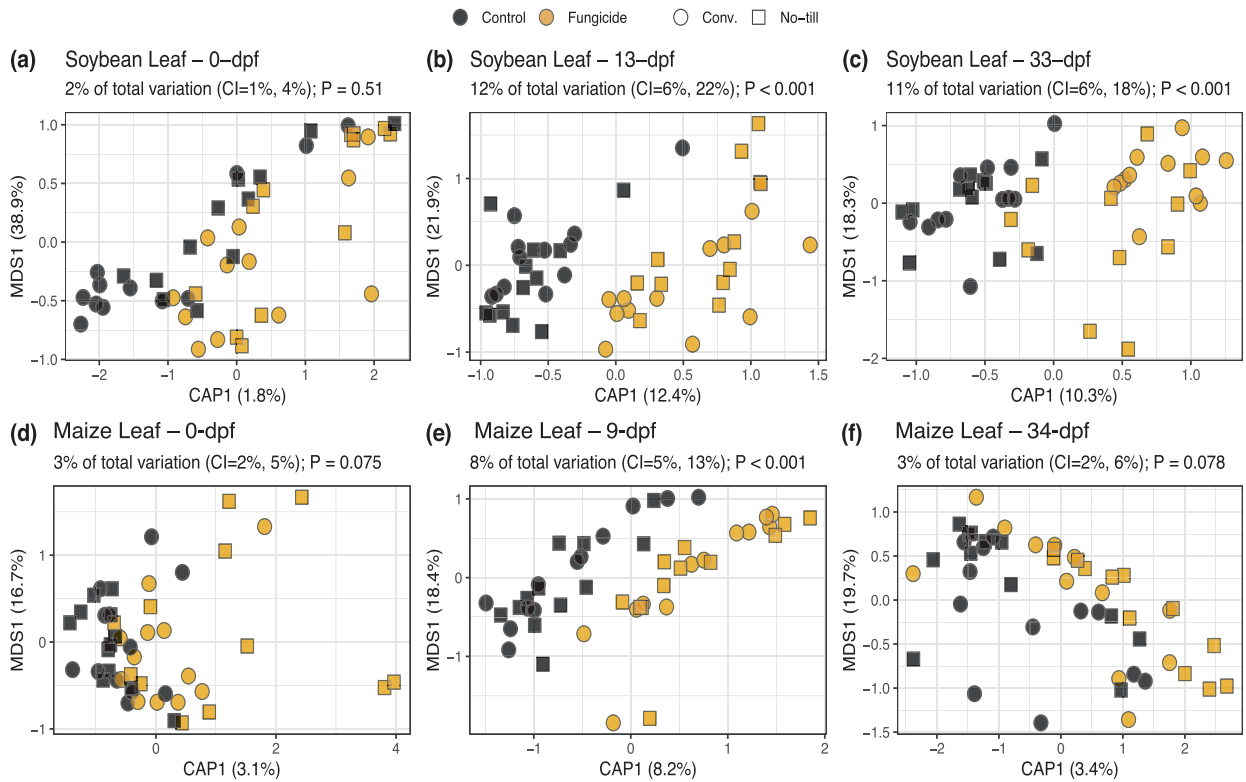 Control Fungicide Conv. No−till
(a) Soybean Leaf – 0–dpf
2% of total variation (CI=1%, 4%); P = 0.51
1.0
0.5
0.0
−0.5
−1.0
MDS1 (38.9%)
−2 −1 0 1 2
CAP1 (1.8%)
(b) Soybean Leaf – 13–dpf
12% of total variation (CI=6%, 22%); P < 0.001
1
0
−1
MDS1 (21.9%)
−1.0 −0.5 0.0 0.5 1.0 1.5
CAP1 (12.4%)
(c) Soybean Leaf – 33–dpf
11% of total variation (CI=6%, 18%); P < 0.001
1
0
−1
−2
MDS1 (18.3%)
−1.0 −0.5 0.0 0.5 1.0
CAP1 (10.3%)
(d) Maize Leaf – 0-dpf
3% of total variation (CI=2%, 5%); P = 0.075
1
0
−1
MDS1 (16.7%)
0 2 4
CAP1 (3.1%)
(e) Maize Leaf – 9-dpf
8% of total variation (CI=5%, 13%); P < 0.001
1
0
−1
MDS1 (18.4%)
−1 0 1 2
CAP1 (8.2%)
(f) Maize Leaf – 34-dpf
3% of total variation (CI=2%, 6%); P = 0.078
1.0
0.5
0.0
−0.5
−1.0
−1.5
MDS1 (19.7%)
−2 −1 0 1 2
CAP1 (3.4%)